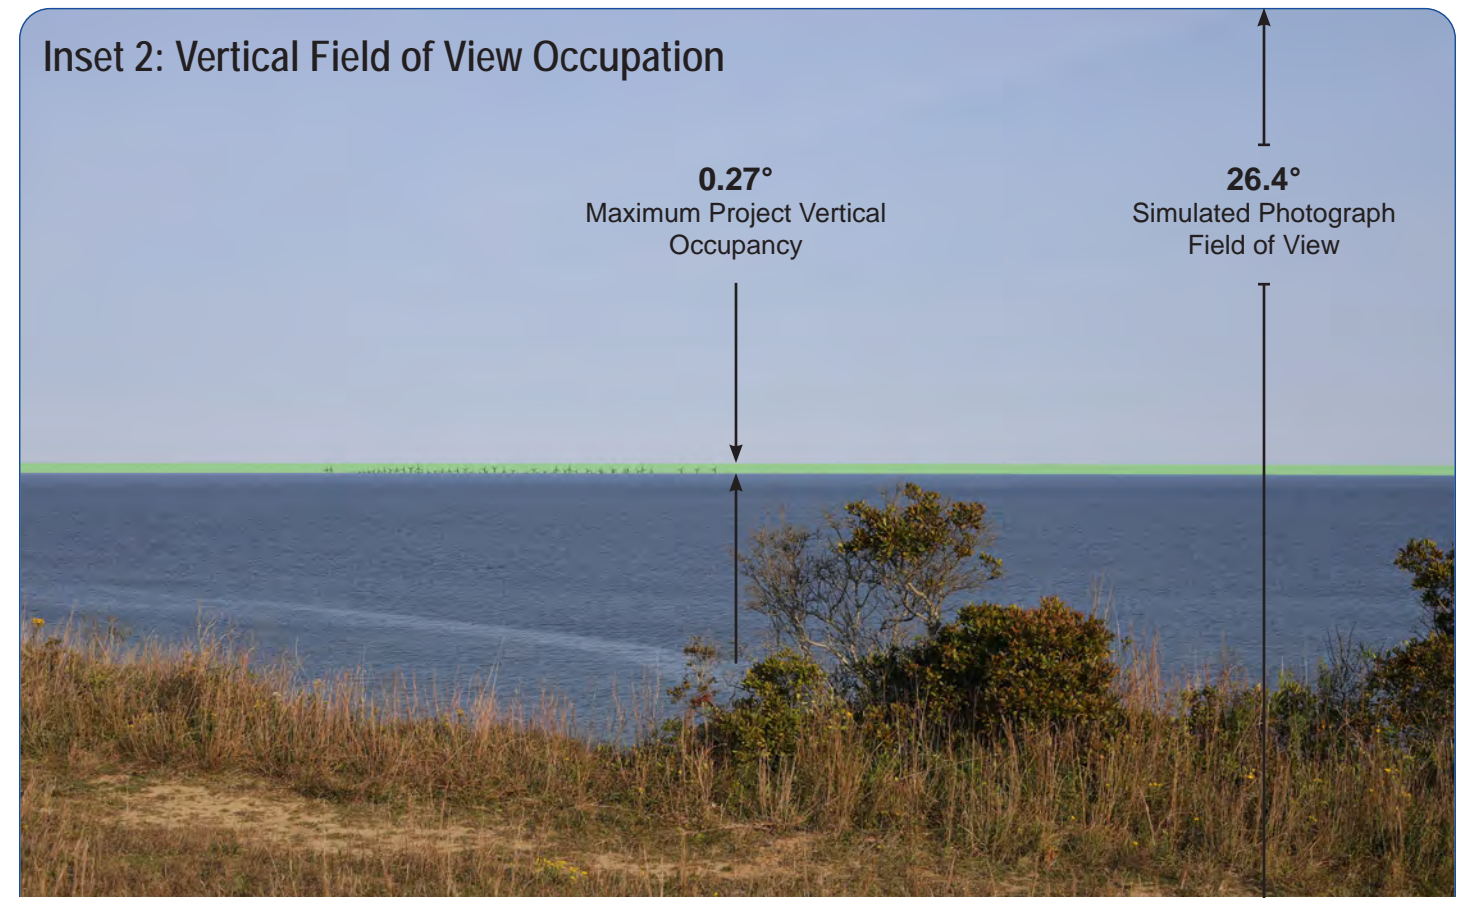 Inset 2: Vertical Field of View Occupation
0.27°
Maximum Project Vertical
Occupancy
26.4°
Simulated Photograph
Field of View